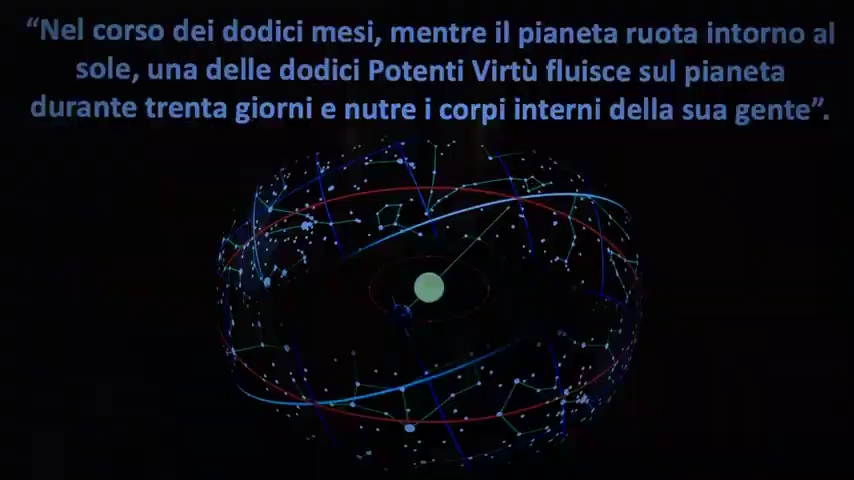 “Nel corso dei dodici mesi, mentre il pianeta ruota intorno al
sole, una delle dodici Potenti Virtù fluisce sul pianeta
durante trenta giorni e nutre i corpi interni della sua gente”.